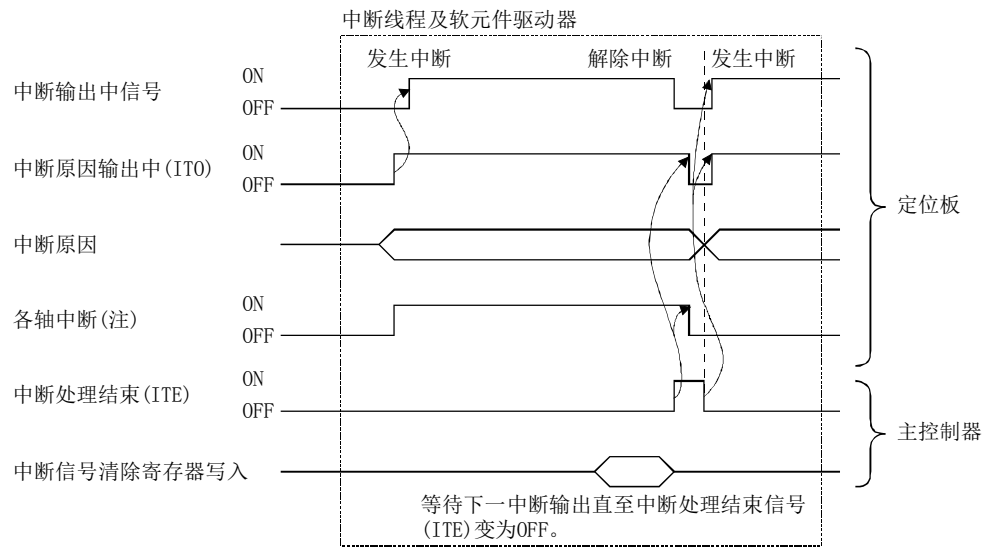 中断线程及软元件驱动器
发生中断 解除中断 发生中断
中断输出中信号 ON
OFF
中断原因输出中(ITO) ON
OFF
定位板
中断原因
各轴中断(注) ON
OFF
中断处理结束(ITE) ON
OFF
主控制器
中断信号清除寄存器写入
等待下一中断输出直至中断处理结束信号
(ITE)变为OFF。